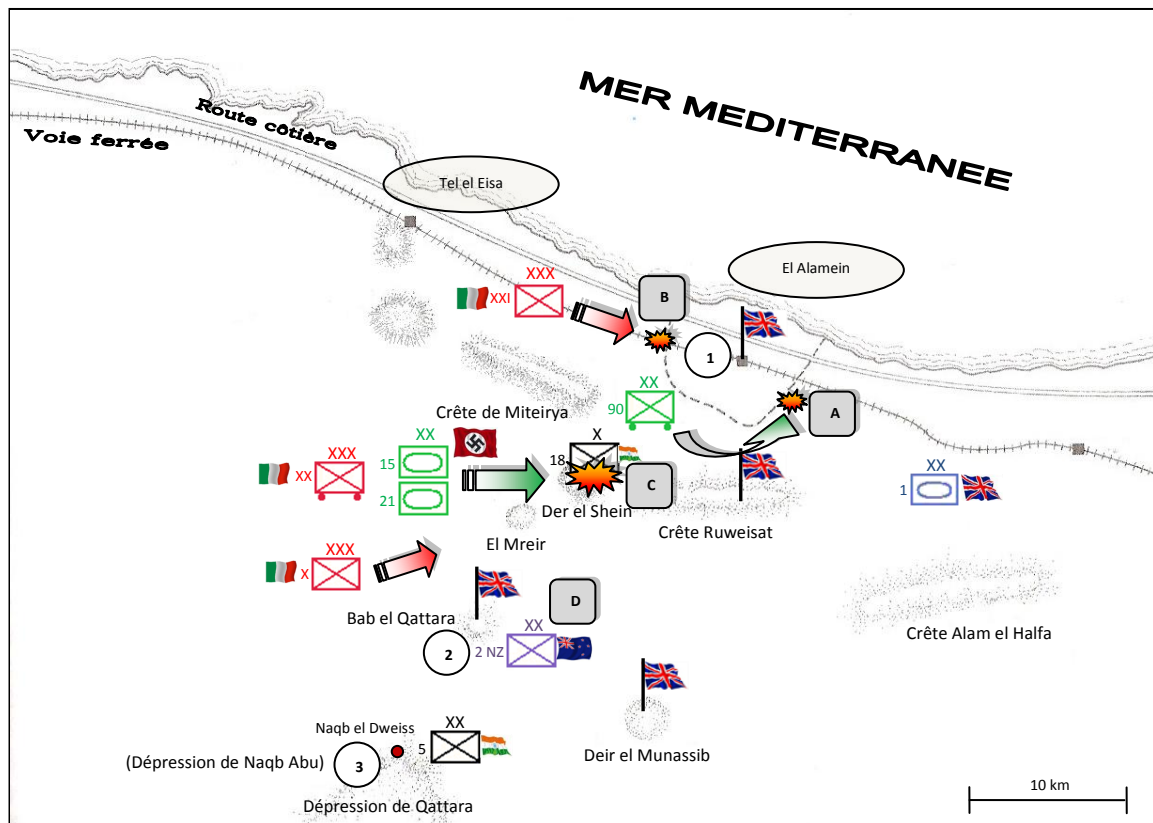 MER MEDITERRANEE
Route côtière
Voie ferrée
Tel el Eisa
El Alamein
XXX
XXI
B
1
XX
90
A
Crête de Miteirya
XX
15
21
X
18
C
Der el Shein
XXX
XX
XX
1
Crête Ruweisat
El Mreir
XXX
X
D
Bab el Qattara
XX
2
2 NZ
Crête Alam el Halfa
Naqb el Dweiss
XX
5
(Dépression de Naqb Abu)
3
Deir el Munassib
Dépression de Qattara
10 km